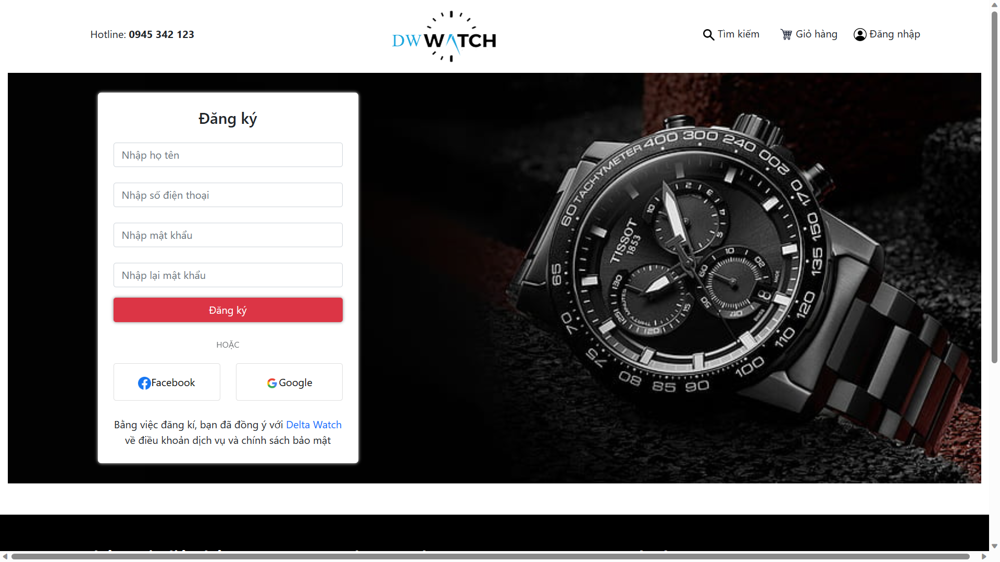 Hotline: 0945 342 123
DWWATCH
Tìm kiếm
Giỏ hàng
Đăng nhập
Đăng ký
Nhập họ tên
Nhập số điện thoại
Nhập mật khẩu
Nhập lại mật khẩu
Đăng ký
HOẶC
Facebook
Google
Bằng việc đăng kí, bạn đã đồng ý với Delta Watch
về điều khoản dịch vụ và chính sách bảo mật
TACHYMETER 400 300 240 200 170 150 135 120 110 100 90 85 80 75 70 65 60
TISSOT
1853